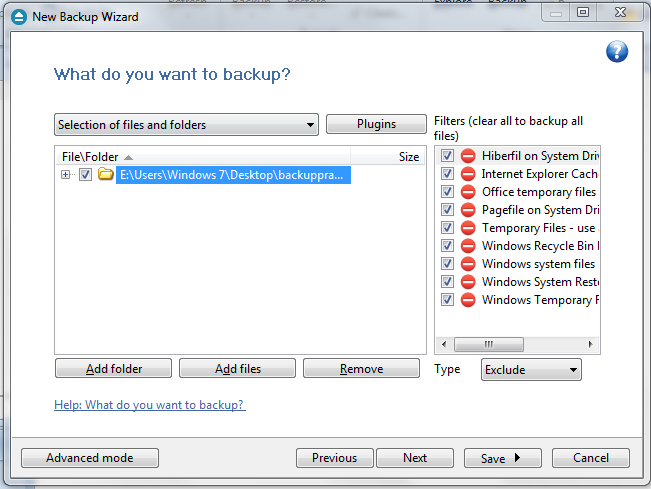 New Backup Wizard
What do you want to backup?
Selection of files and folders
Plugins
Filters (clear all to backup all
files)
File\Folder
Size
E:\Users\Windows 7\Desktop\backuppra...
Hiberfil on System Driv
Internet Explorer Cach
Office temporary files
Pagefile on System Dri
Temporary Files - use
Windows Recycle Bin
Windows system files
Windows System Resto
Windows Temporary F
Add folder
Add files
Remove
Type
Exclude
Help: What do you want to backup?
Advanced mode
Previous
Next
Save
Cancel